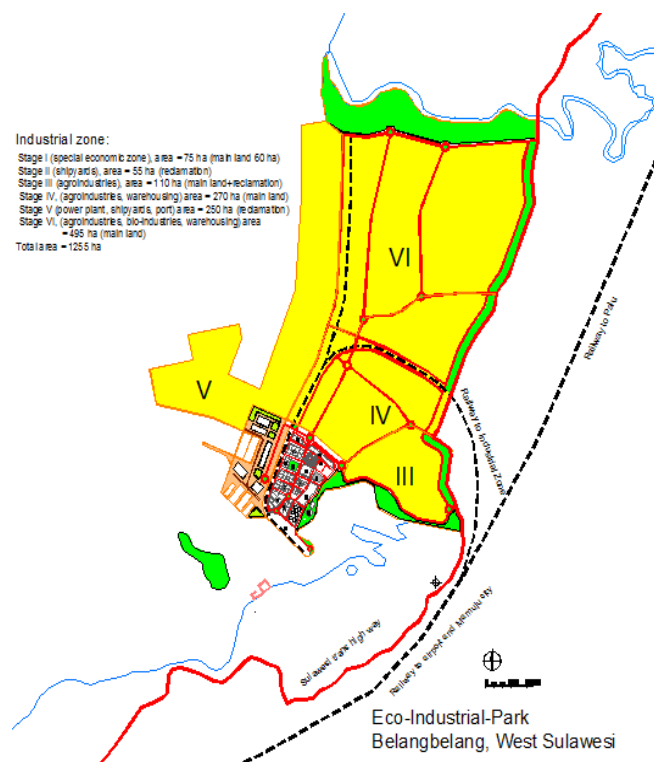 Industrial zone:
Stage I (special economic zone), area = 75 ha (main land 60 ha)
Stage II (shipyards), area = 55 ha (reclamation)
Stage III (agroindustries), area = 110 ha (main land+reclamation)
Stage IV, (agroindustries, warehousing) area = 270 ha (main land)
Stage V (power plant, shipyards, port) area = 250 ha (reclamation)
Stage VI, (agroindustries, bio-industries, warehousing) area
= 495 ha (main land)
Total area = 1255 ha
VI
Railway to Palu
V
IV
Railway to Industrial Zone
III
Sulawesi trans high way
Railway to airport and Mamuju city
Eco-Industrial-Park
Belangbelang, West Sulawesi